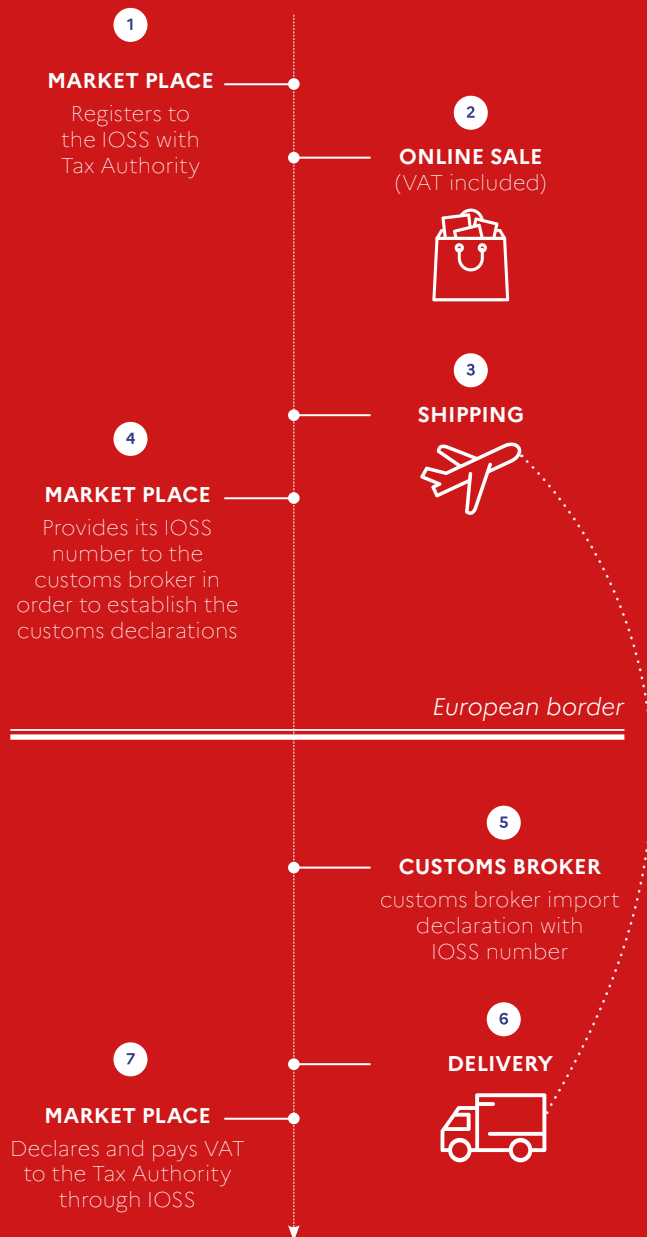 1
MARKET PLACE
Registers to
the IOSS with
Tax Authority
2
ONLINE SALE
(VAT included)
3
SHIPPING
4
MARKET PLACE
Provides its IOSS
number to the
customs broker in
order to establish the
customs declarations
European border
5
CUSTOMS BROKER
customs broker import
declaration with
IOSS number
6
DELIVERY
7
MARKET PLACE
Declares and pays VAT
to the Tax Authority
through IOSS